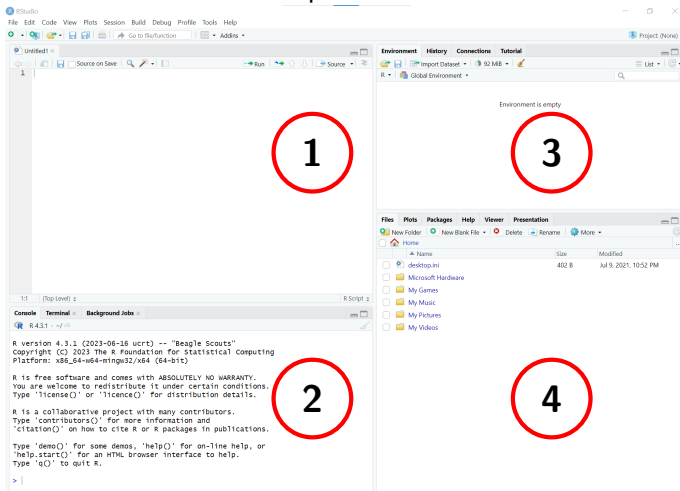 RStudio
File Edit Code View Plots Session Build Debug Profile Tools Help
Go to file/function Addins Project: (None)
Untitled1
Source on Save Run Source
1
1
1:1 (Top Level) R Script
Console Terminal Background Jobs
R 4.3.1 · ~/
R version 4.3.1 (2023-06-16 ucrt) -- "Beagle Scouts"
Copyright (C) 2023 The R Foundation for Statistical Computing
Platform: x86_64-w64-mingw32/x64 (64-bit)
R is free software and comes with ABSOLUTELY NO WARRANTY.
You are welcome to redistribute it under certain conditions.
Type 'license()' or 'licence()' for distribution details.
R is a collaborative project with many contributors.
Type 'contributors()' for more information and
'citation()' on how to cite R or R packages in publications.
Type 'demo()' for some demos, 'help()' for on-line help, or
'help.start()' for an HTML browser interface to help.
Type 'q()' to quit R.
>
2
Environment History Connections Tutorial
Import Dataset 92 MiB List
R Global Environment
Environment is empty
3
Files Plots Packages Help Viewer Presentation
New Folder New Blank File Delete Rename More
Home
Name Size Modified
desktop.ini 402 B Jul 9, 2021, 10:52 PM
Microsoft Hardware
My Games
My Music
My Pictures
My Videos
4